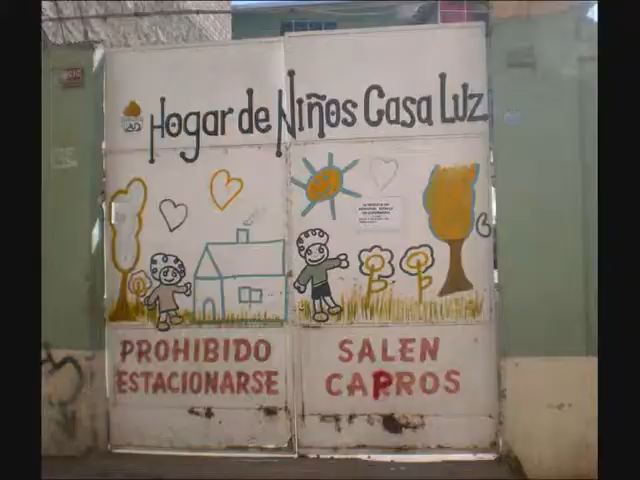 Hogar de Niños Casa Luz
PROHIBIDO
ESTACIONARSE
SALEN
CARROS